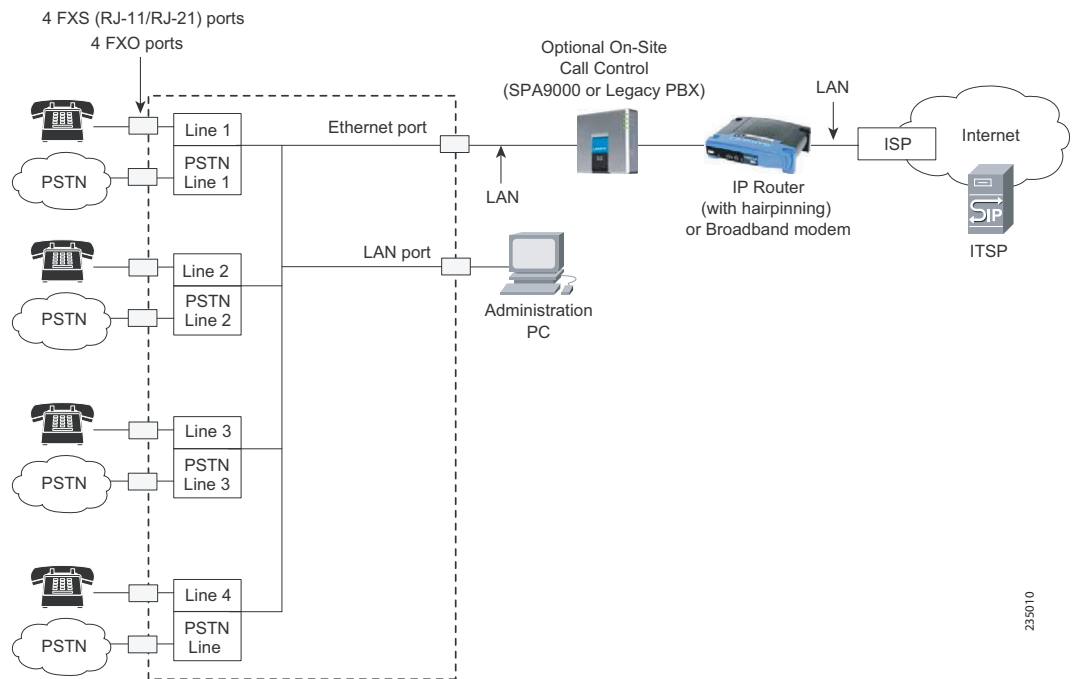 4 FXS (RJ-11/RJ-21) ports
4 FXO ports
Optional On-Site
Call Control
(SPA9000 or Legacy PBX)
LAN
Line 1
PSTN
Line 1
PSTN
Ethernet port
LAN
IP Router
(with hairpinning)
or Broadband modem
ISP
Internet
SIP
ITSP
Line 2
PSTN
Line 2
PSTN
LAN port
Administration
PC
Line 3
PSTN
Line 3
PSTN
Line 4
PSTN
Line
PSTN
235010